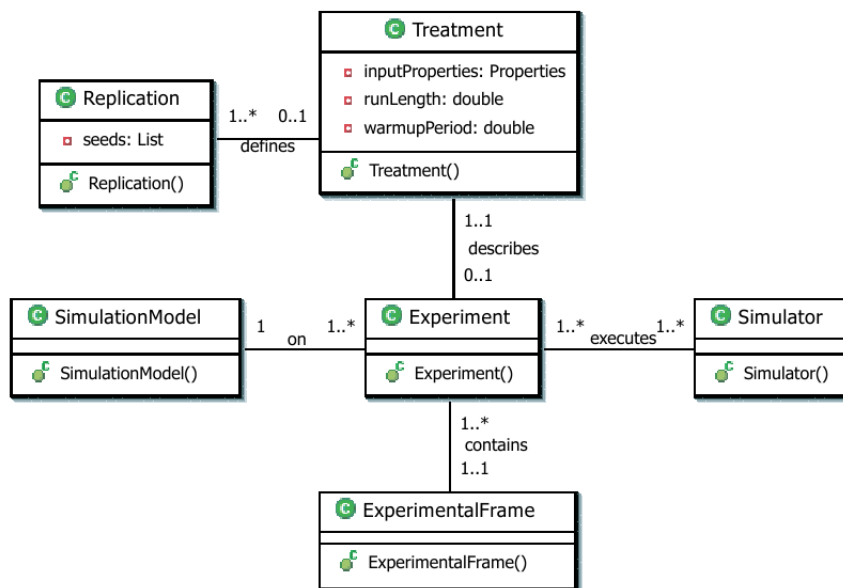 C Treatment
inputProperties: Properties
runLength: double
warmupPeriod: double
C Treatment()
C Replication
seeds: List
C Replication()
1..* 0..1
defines
1..1
describes
0..1
C SimulationModel
C SimulationModel()
1 on 1..*
C Experiment
C Experiment()
1..* executes 1..*
C Simulator
C Simulator()
1..*
contains
1..1
C ExperimentalFrame
C ExperimentalFrame()